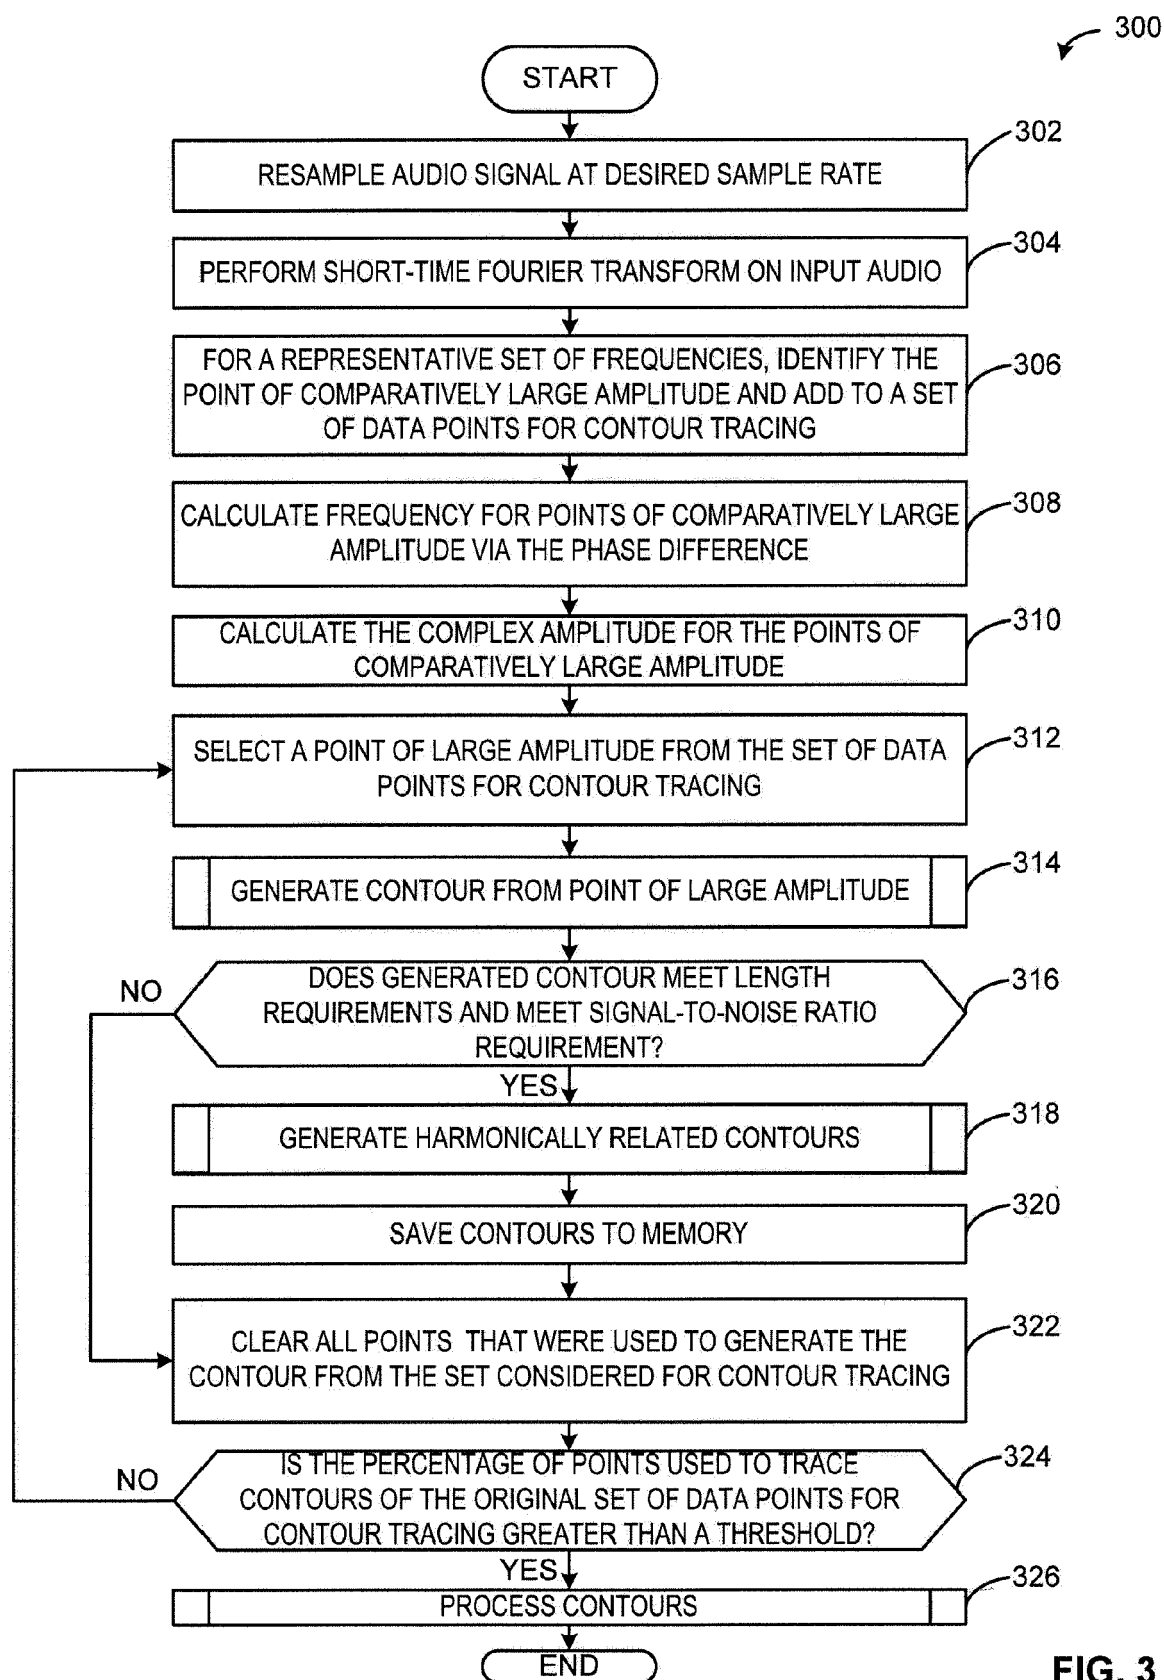 300
START
302
RESAMPLE AUDIO SIGNAL AT DESIRED SAMPLE RATE
304
PERFORM SHORT-TIME FOURIER TRANSFORM ON INPUT AUDIO
306
FOR A REPRESENTATIVE SET OF FREQUENCIES, IDENTIFY THE
POINT OF COMPARATIVELY LARGE AMPLITUDE AND ADD TO A SET
OF DATA POINTS FOR CONTOUR TRACING
308
CALCULATE FREQUENCY FOR POINTS OF COMPARATIVELY LARGE
AMPLITUDE VIA THE PHASE DIFFERENCE
310
CALCULATE THE COMPLEX AMPLITUDE FOR THE POINTS OF
COMPARATIVELY LARGE AMPLITUDE
312
SELECT A POINT OF LARGE AMPLITUDE FROM THE SET OF DATA
POINTS FOR CONTOUR TRACING
314
GENERATE CONTOUR FROM POINT OF LARGE AMPLITUDE
316
DOES GENERATED CONTOUR MEET LENGTH
REQUIREMENTS AND MEET SIGNAL-TO-NOISE RATIO
REQUIREMENT?
NO
YES
318
GENERATE HARMONICALLY RELATED CONTOURS
320
SAVE CONTOURS TO MEMORY
322
CLEAR ALL POINTS THAT WERE USED TO GENERATE THE
CONTOUR FROM THE SET CONSIDERED FOR CONTOUR TRACING
324
IS THE PERCENTAGE OF POINTS USED TO TRACE
CONTOURS OF THE ORIGINAL SET OF DATA POINTS FOR
CONTOUR TRACING GREATER THAN A THRESHOLD?
NO
YES
326
PROCESS CONTOURS
END
FIG. 3